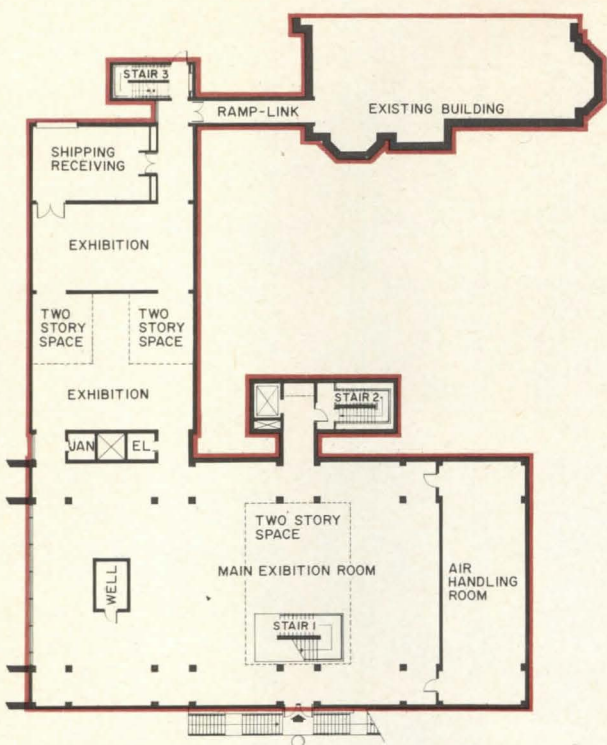 STAIR 3
RAMP-LINK
EXISTING BUILDING
SHIPPING
RECEIVING
EXHIBITION
TWO
STORY
SPACE
TWO
STORY
SPACE
EXHIBITION
STAIR 2
JAN
EL.
TWO STORY
SPACE
MAIN EXIBITION ROOM
WELL
AIR
HANDLING
ROOM
STAIR 1